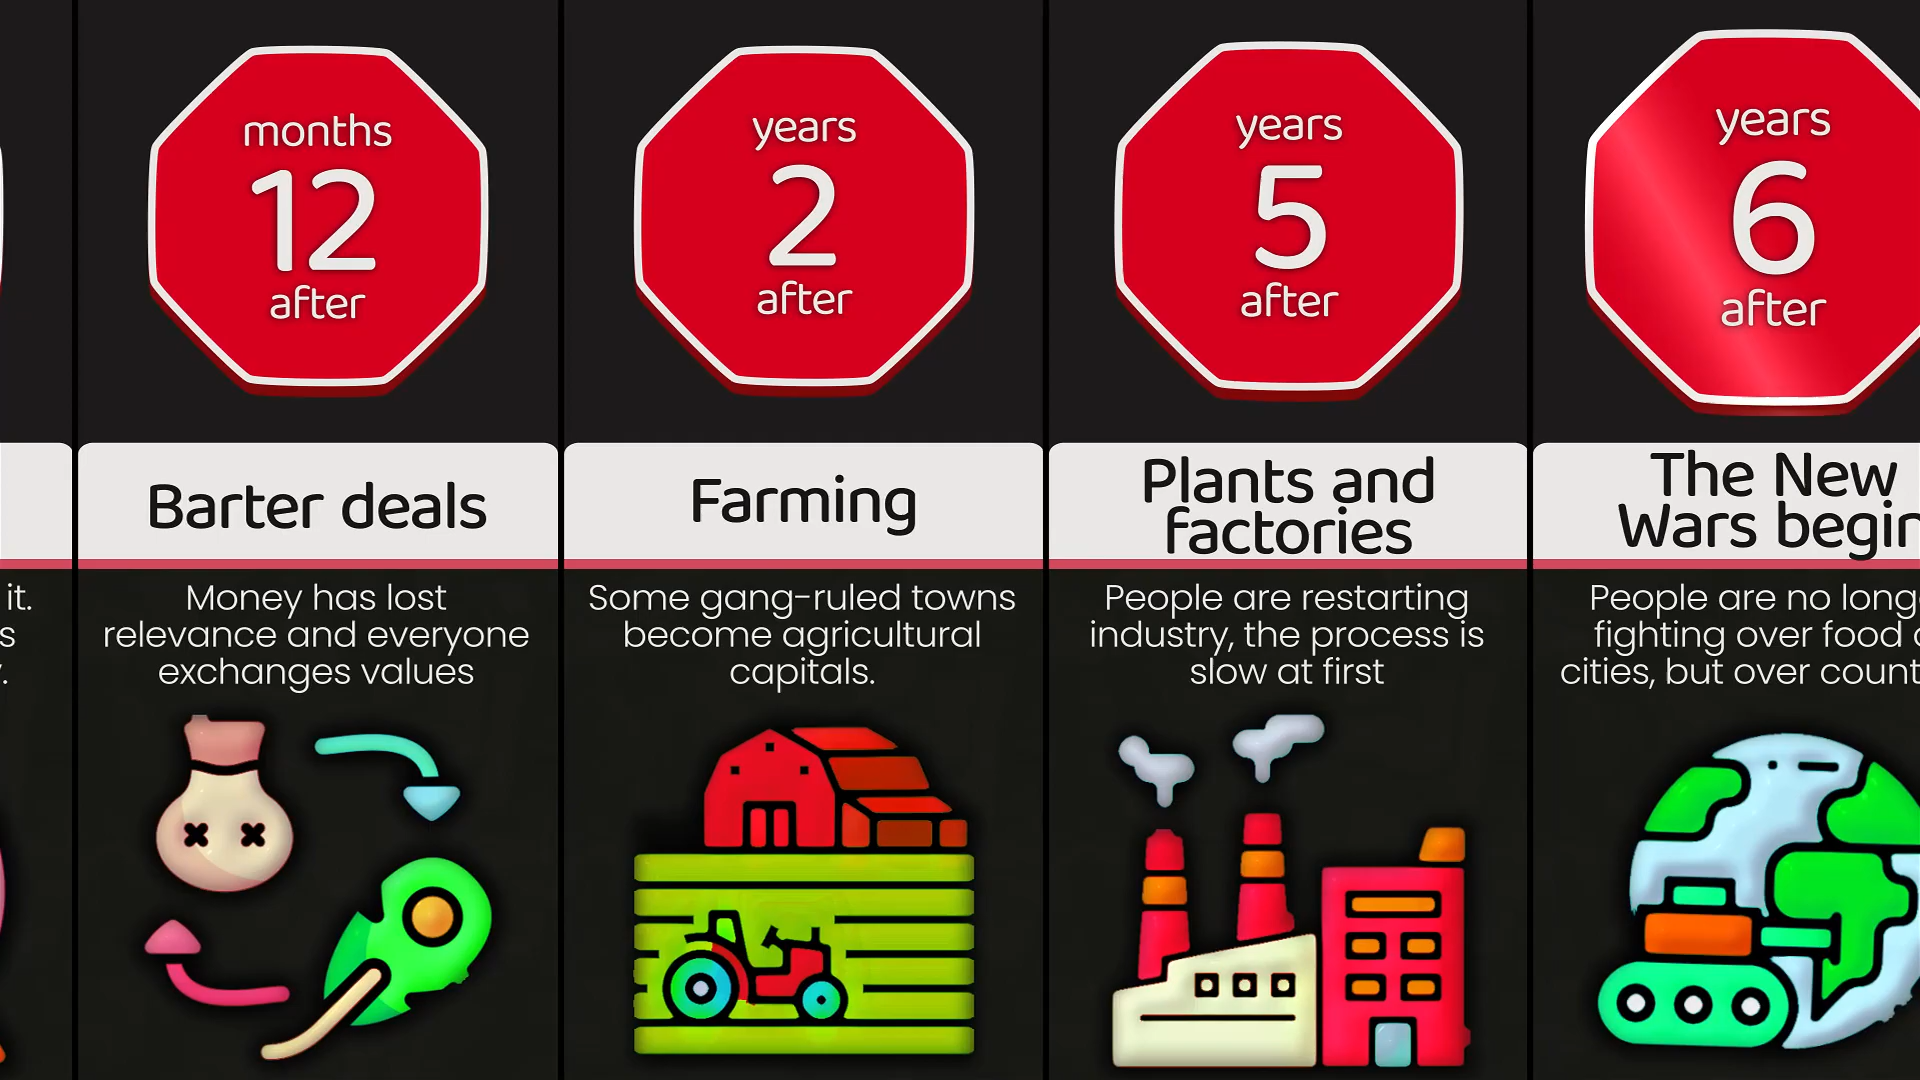 it.
s
months
12
after
Barter deals
Money has lost
relevance and everyone
exchanges values
years
2
after
Farming
Some gang-ruled towns
become agricultural
capitals.
years
5
after
Plants and
factories
People are restarting
industry, the process is
slow at first
years
6
after
The New
Wars begin
People are no
fighting over food
cities, but over